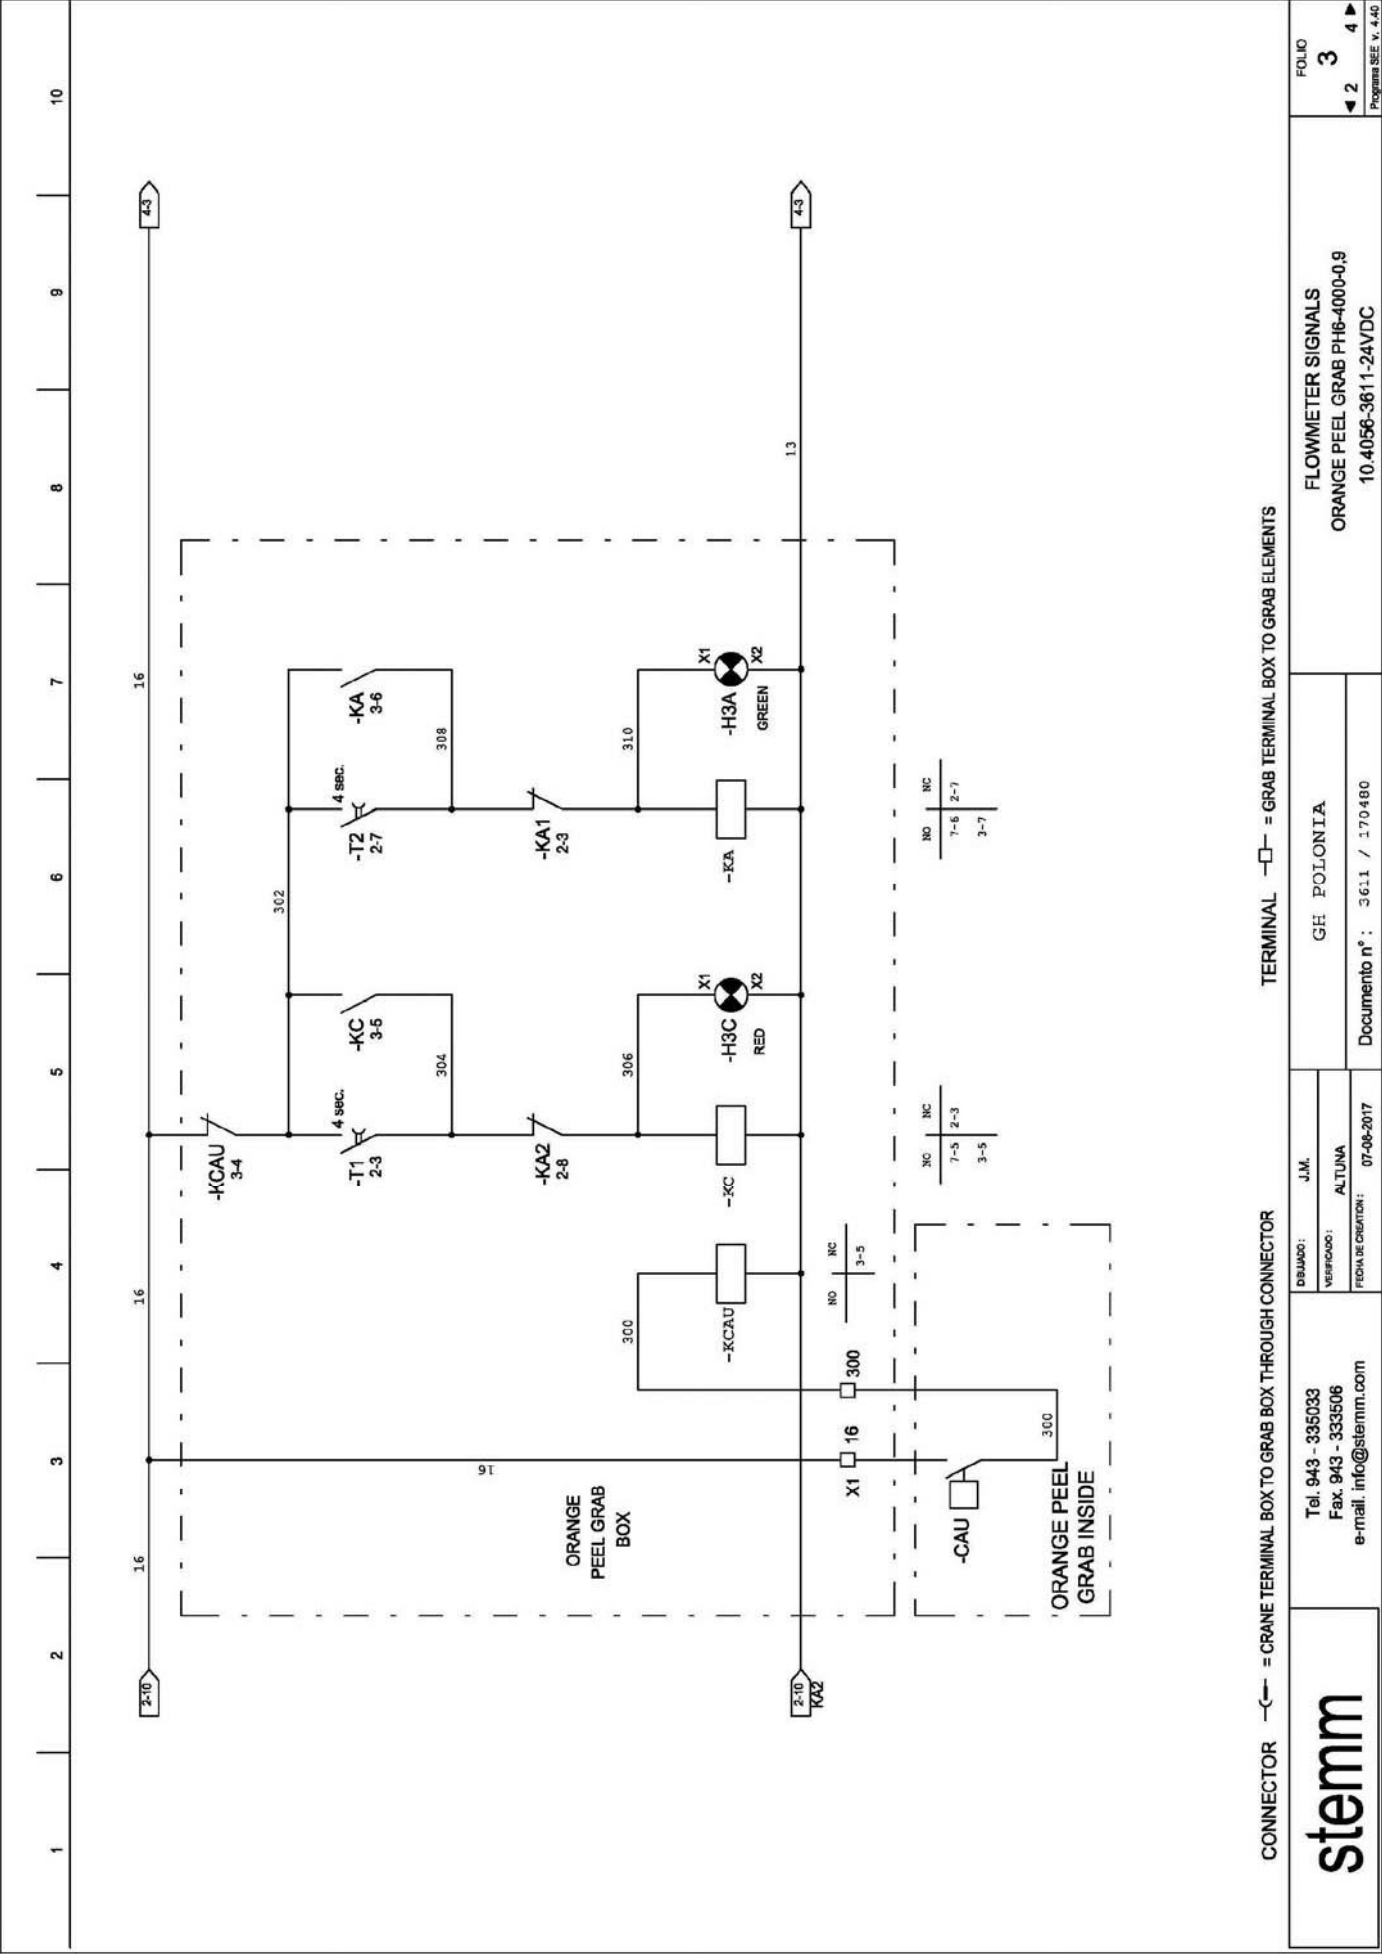 1
2
3
4
5
6
7
8
9
10
2-10
16
16
16
4-3
-KCAU
3-4
302
-T1
2-3
4 sec.
-KC
3-5
-T2
2-7
4 sec.
-KA
3-6
304
308
-KA2
2-8
-KA1
2-3
16
ORANGE
PEEL GRAB
BOX
300
306
310
-KCAU
-KC
-H3C
RED
X1
X2
-KA
-H3A
GREEN
X1
X2
2-10
KA2
13
4-3
X1
16
300
NO
NC
3-5
NO
NC
7-5
2-3
3-5
NO
NC
7-6
2-7
3-7
-CAU
300
ORANGE PEEL
GRAB INSIDE
CONNECTOR = CRANE TERMINAL BOX TO GRAB BOX THROUGH CONNECTOR
TERMINAL = GRAB TERMINAL BOX TO GRAB ELEMENTS
stemm
Tel. 943 - 335033
Fax. 943 - 333506
e-mail. info@stemm.com
DIBUJADO : J.M.
VERIFICADO : ALTUNA
FECHA DE CREATION : 07-08-2017
GH POLONIA
Documento nº : 3611 / 170480
FLOWMETER SIGNALS
ORANGE PEEL GRAB PH6-4000-0,9
10.4056-3611-24VDC
FOLIO
3
2
4
Programa SEE v. 4.40